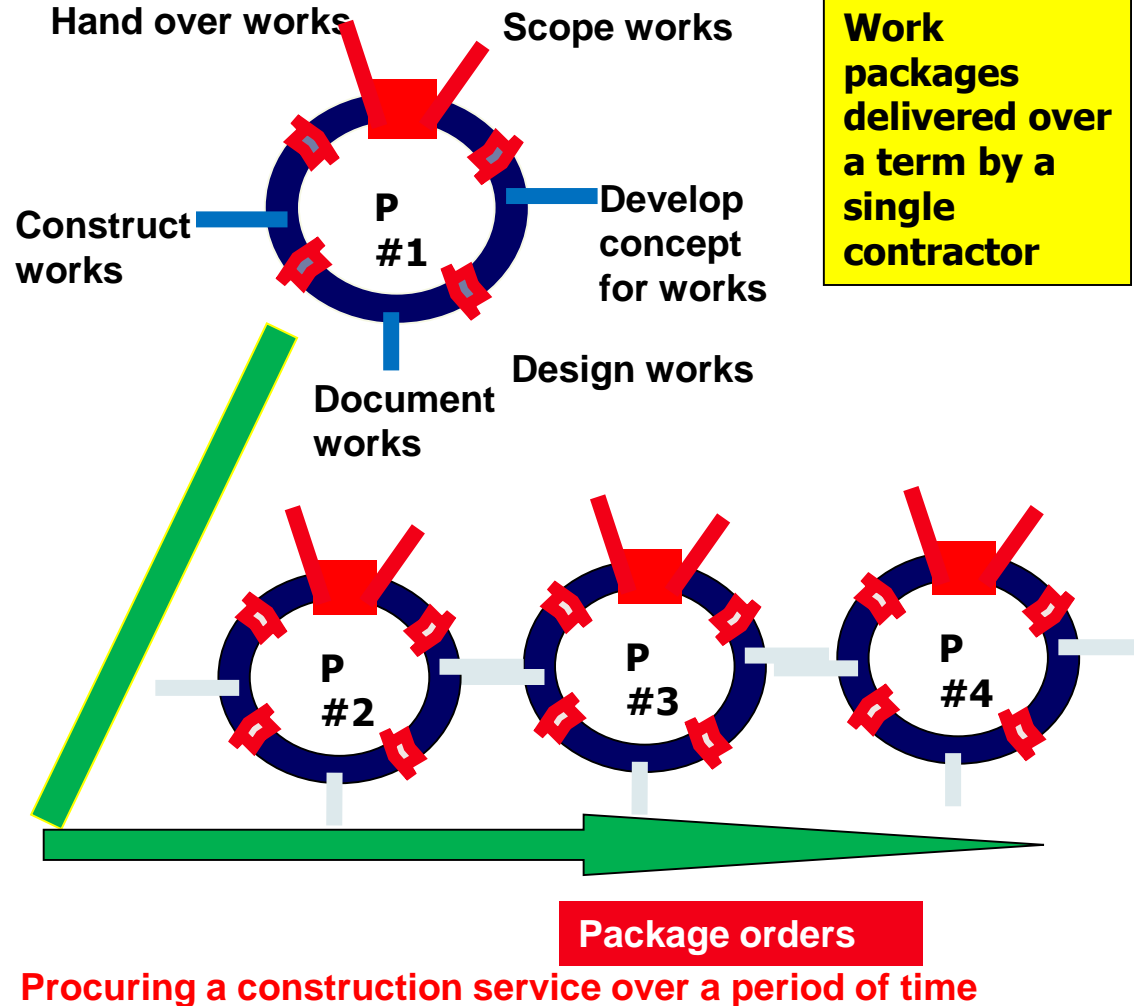 Hand over works
Scope works
Work
packages
delivered over
a term by a
single
contractor
P
#1
Develop
concept
for works
Construct
works
Design works
Document
works
P
#2
P
#3
P
#4
Package orders
Procuring a construction service over a period of time